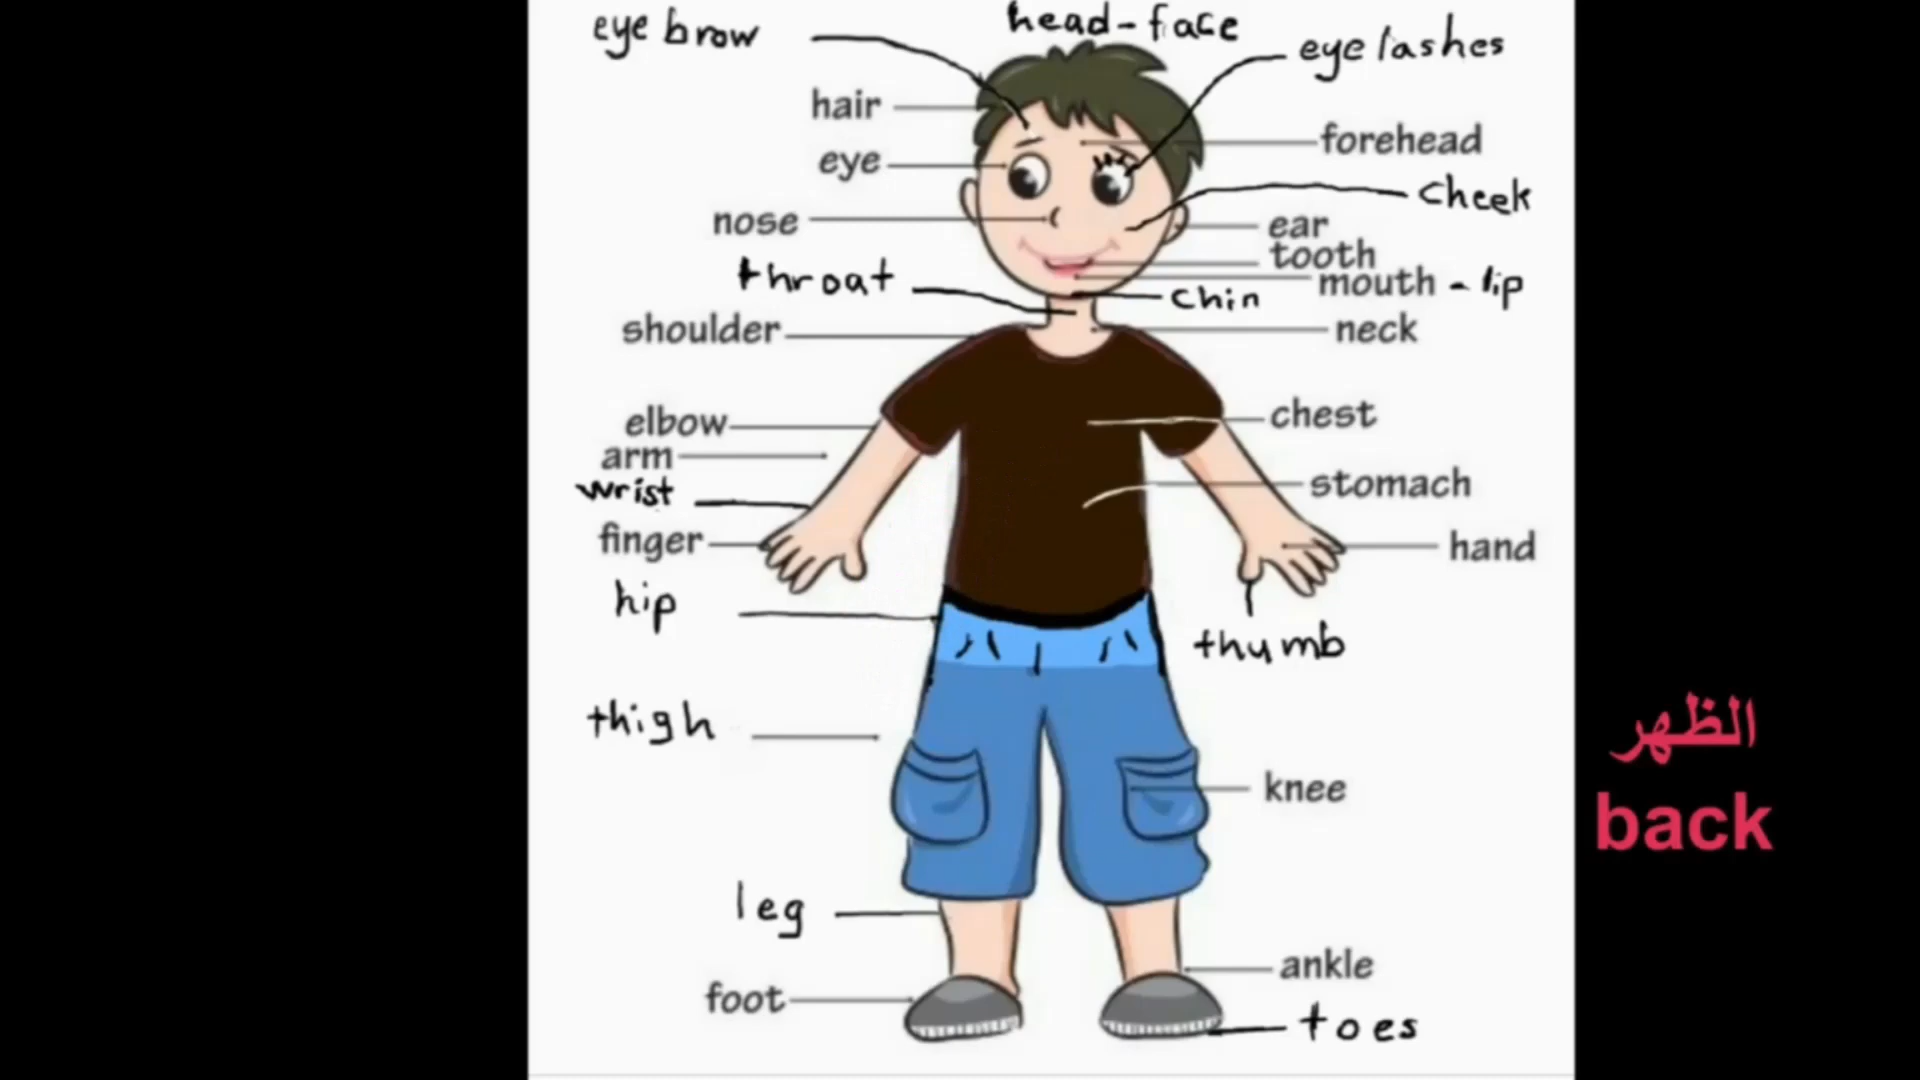 head-face
eye brow
eye lashes
hair
forehead
eye
cheek
nose
ear
tooth
throat
mouth - lip
chin
shoulder
neck
elbow
chest
arm
wrist
stomach
finger
hand
hip
thumb
thigh
knee
leg
ankle
foot
toes
الظهر
back